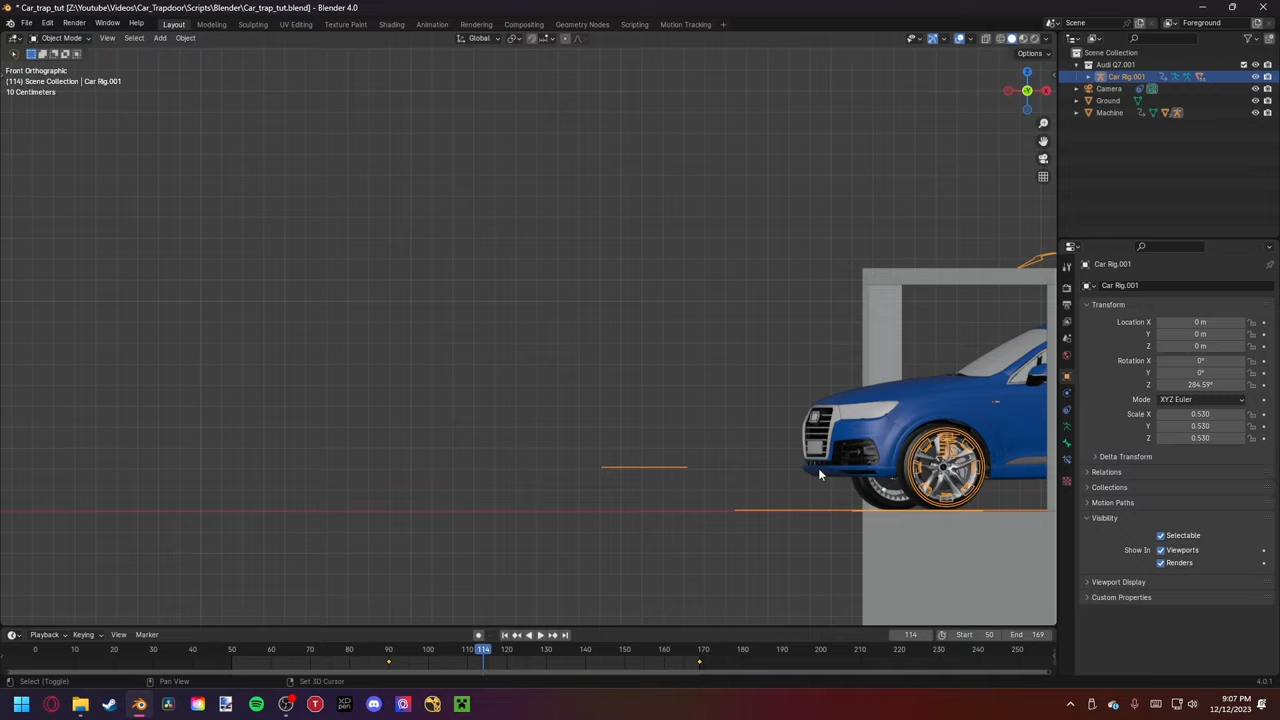 * Car_trap_tut [Z:\Youtube\Videos\Car_Trapdoor\Scripts\Blender\Car_trap_tut.blend] - Blender 4.0
File Edit Render Window Help Layout Modeling Sculpting UV Editing Texture Paint Shading Animation Rendering Compositing Geometry Nodes Scripting Motion Tracking + Scene Foreground
Object Mode View Select Add Object Global
Options
Front Orthographic
(114) Scene Collection | Car Rig.001
10 Centimeters
Z
Y
X
Scene Collection
Audi Q7.001
Car Rig.001
Camera
Ground
Machine
Car Rig.001
Car Rig.001
Transform
Location X 0 m
Y 0 m
Z 0 m
Rotation X 0°
Y 0°
Z 284.59°
Mode XYZ Euler
Scale X 0.530
Y 0.530
Z 0.530
Delta Transform
Relations
Collections
Motion Paths
Visibility
Selectable
Show In Viewports
Renders
Viewport Display
Custom Properties
Playback Keying View Marker 114 Start 50 End 169
0 10 20 30 40 50 60 70 80 90 100 110 114 120 130 140 150 160 170 180 190 200 210 220 230 240 250
Select (Toggle) Pan View Set 3D Cursor 4.0.1
9:07 PM
12/12/2023